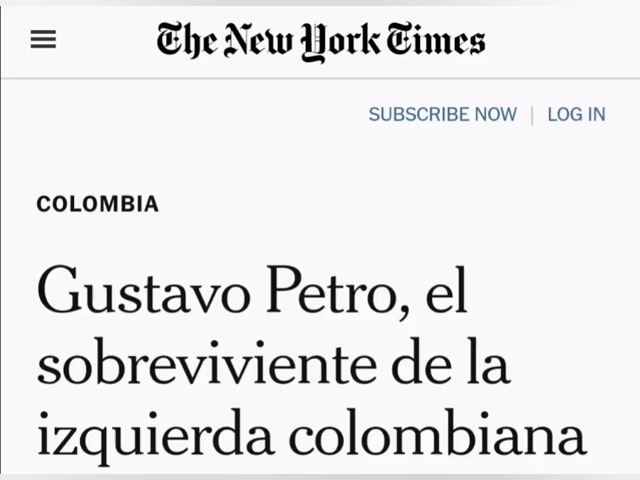 The New York Times
SUBSCRIBE NOW | LOG IN
COLOMBIA
Gustavo Petro, el
sobreviviente de la
izquierda colombiana